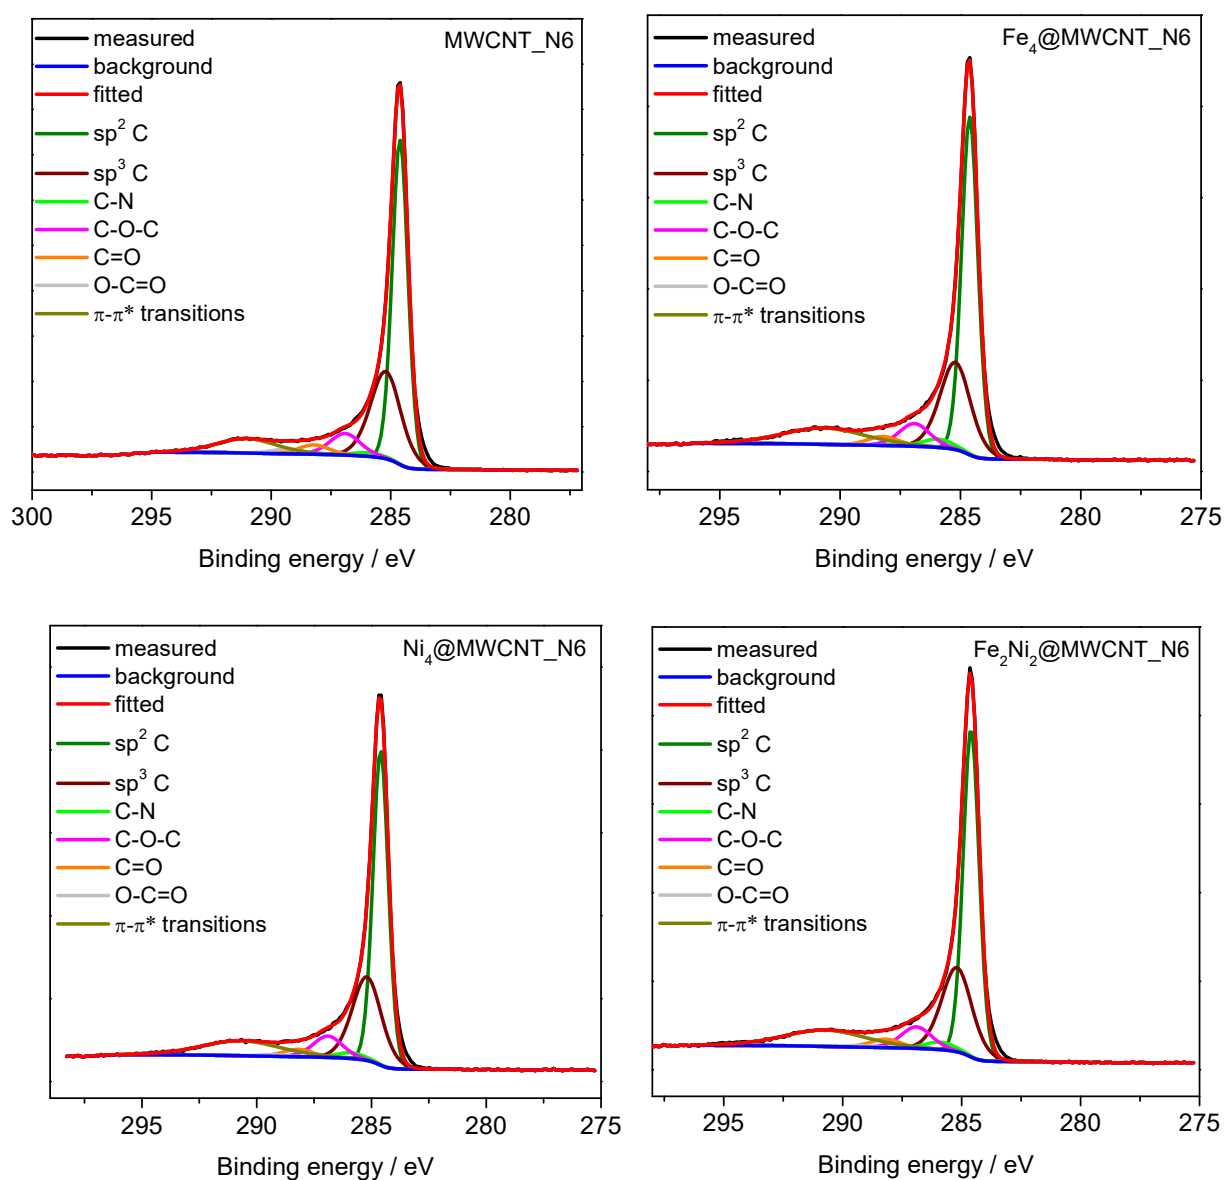 measured
MWCNT_N6
background
fitted
sp² C
sp³ C
C-N
C-O-C
C=O
O-C=O
π-π* transitions
300 295 290 285 280
Binding energy / eV
measured
Fe₄@MWCNT_N6
background
fitted
sp² C
sp³ C
C-N
C-O-C
C=O
O-C=O
π-π* transitions
295 290 285 280 275
Binding energy / eV
measured
Ni₄@MWCNT_N6
background
fitted
sp² C
sp³ C
C-N
C-O-C
C=O
O-C=O
π-π* transitions
295 290 285 280 275
Binding energy / eV
measured
Fe₂Ni₂@MWCNT_N6
background
fitted
sp² C
sp³ C
C-N
C-O-C
C=O
O-C=O
π-π* transitions
295 290 285 280 275
Binding energy / eV